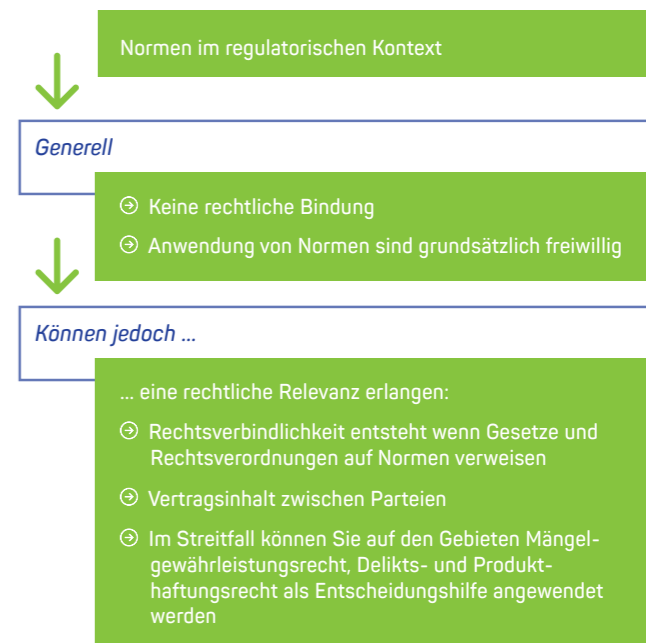 Normen im regulatorischen Kontext
Generell
Keine rechtliche Bindung
Anwendung von Normen sind grundsätzlich freiwillig
Können jedoch ...
... eine rechtliche Relevanz erlangen:
Rechtsverbindlichkeit entsteht wenn Gesetze und
Rechtsverordnungen auf Normen verweisen
Vertragsinhalt zwischen Parteien
Im Streitfall können Sie auf den Gebieten Mängel-
gewährleistungsrecht, Delikts- und Produkt-
haftungsrecht als Entscheidungshilfe angewendet
werden